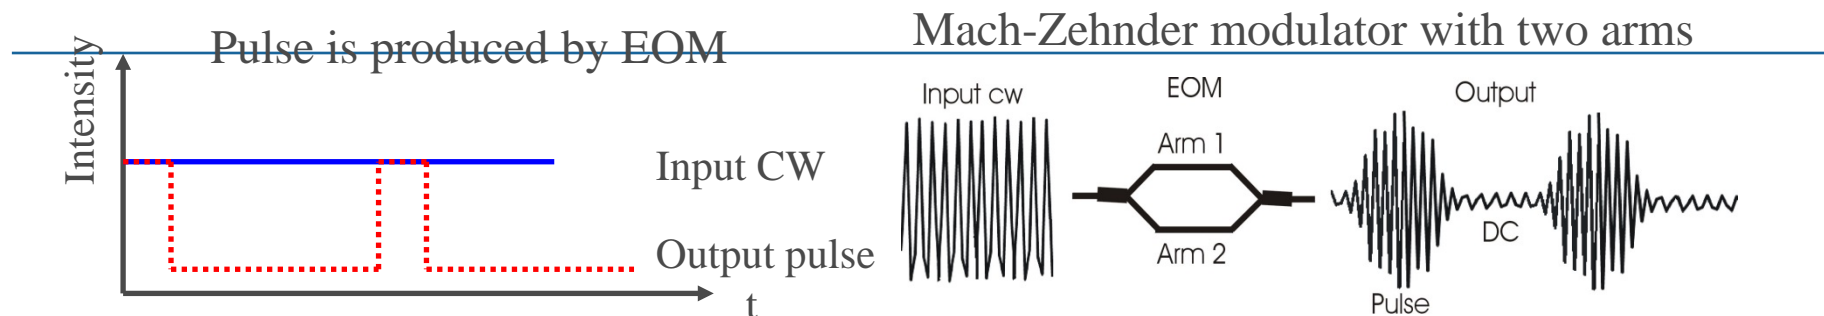 Pulse is produced by EOM
Mach-Zehnder modulator with two arms
Intensity
Input CW
Output pulse
t
Input cw
EOM
Output
Arm 1
Arm 2
DC
Pulse